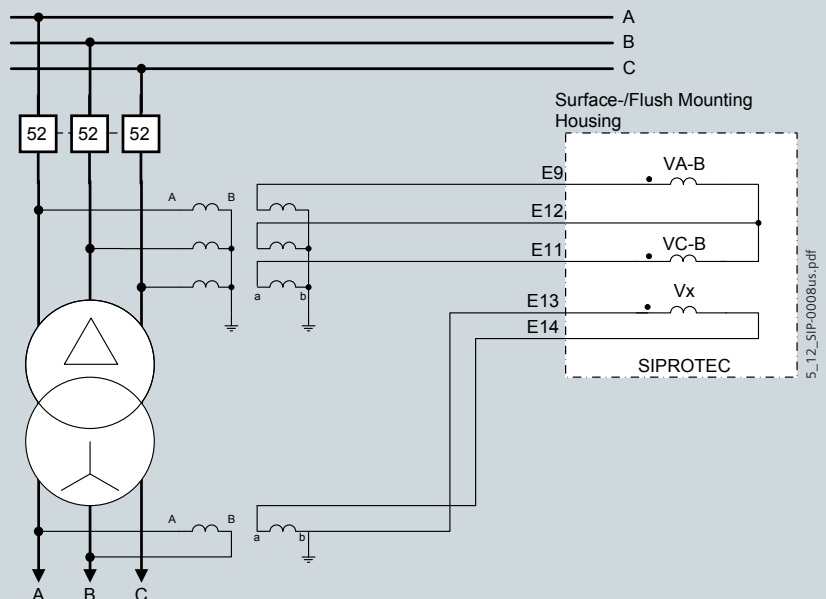 A
B
C
Surface-/Flush Mounting
Housing
52 52 52
VA-B
E9
A B
E12
E11
VC-B
a b
Vx
E13
E14
SIPROTEC
5_12_SIP-0008us.pdf
A B
a b
A B C